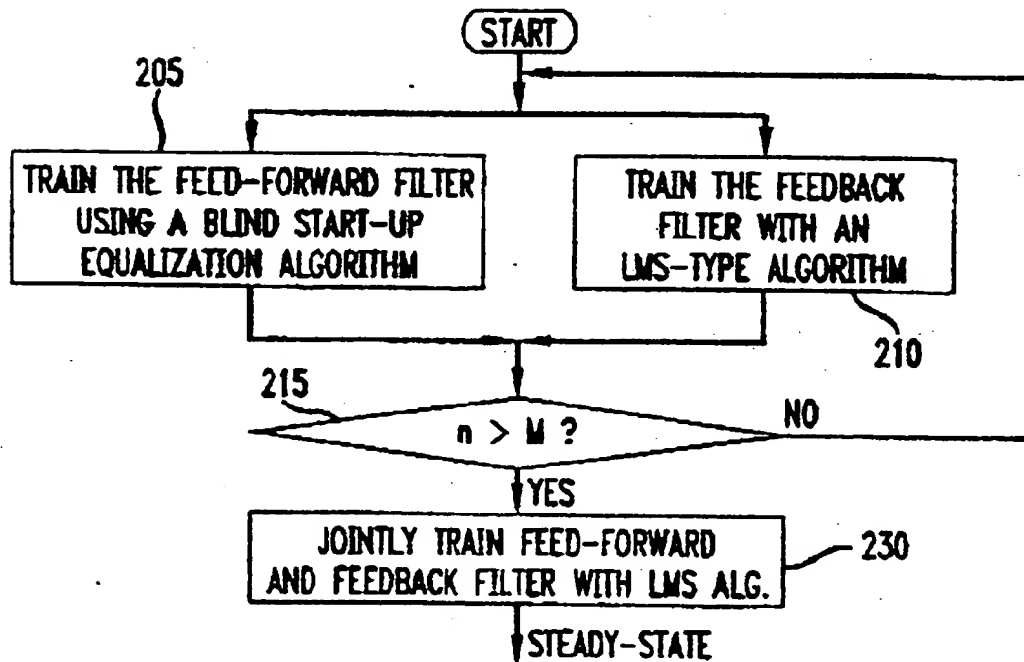 START
205
TRAIN THE FEED-FORWARD FILTER
USING A BLIND START-UP
EQUALIZATION ALGORITHM
TRAIN THE FEEDBACK
FILTER WITH AN
LMS-TYPE ALGORITHM
210
215
n > M ?
NO
YES
JOINTLY TRAIN FEED-FORWARD
AND FEEDBACK FILTER WITH LMS ALG.
230
STEADY-STATE